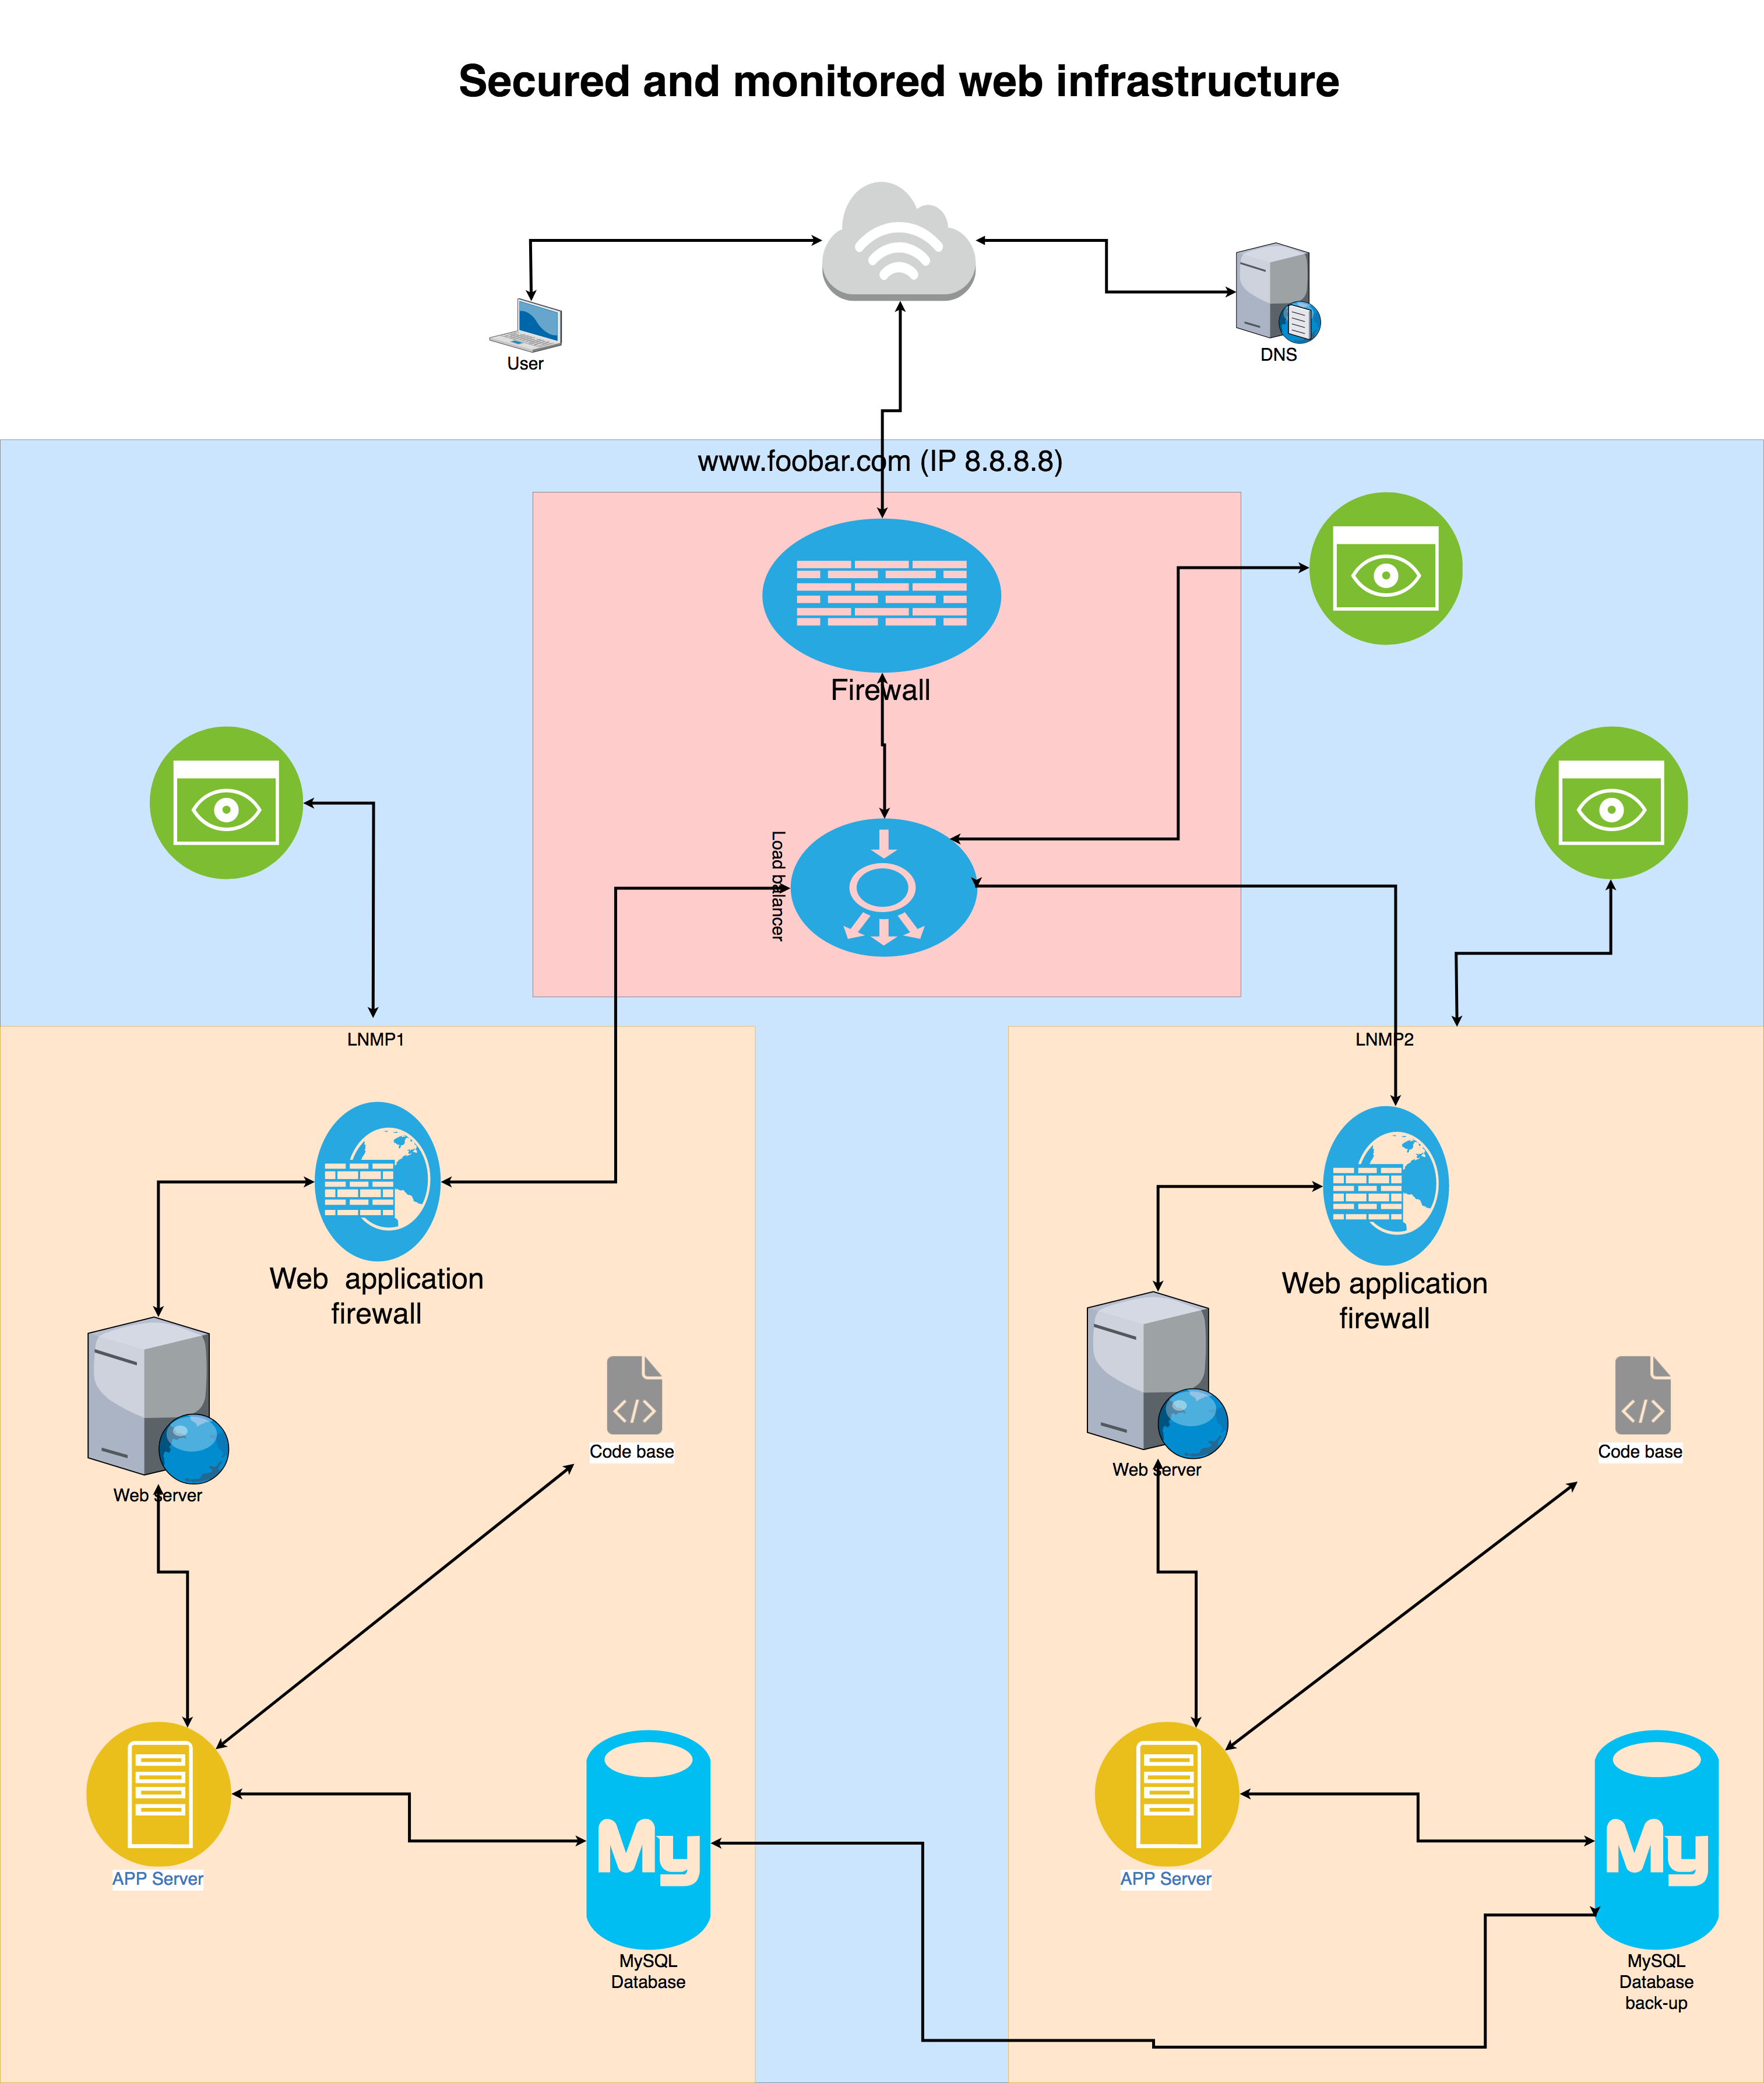 Secured and monitored web infrastructure
User
DNS
www.foobar.com (IP 8.8.8.8)
Firewall
Load balancer
LNMP1
LNMP2
Web application
firewall
Web application
firewall
Web server
Code base
Web server
Code base
APP Server
My
MySQL
Database
APP Server
My
MySQL
Database
back-up